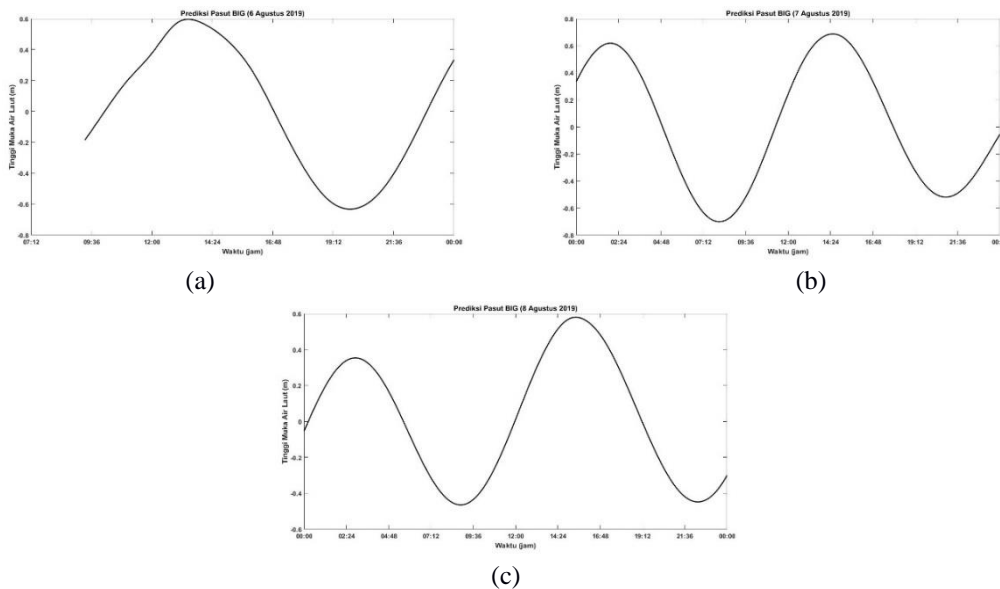 Prediksi Pasut BIG (6 Agustus 2019)
Tinggi Muka Air Laut (m)
0.6
0.4
0.2
0
-0.2
-0.4
-0.6
-0.8
07:12 09:36 12:00 14:24 16:48 19:12 21:36 00:00
Waktu (jam)
(a)
Prediksi Pasut BIG (7 Agustus 2019)
Tinggi Muka Air Laut (m)
0.8
0.6
0.4
0.2
0
-0.2
-0.4
-0.6
-0.8
00:00 02:24 04:48 07:12 09:36 12:00 14:24 16:48 19:12 21:36 00:00
Waktu (jam)
(b)
Prediksi Pasut BIG (8 Agustus 2019)
Tinggi Muka Air Laut (m)
0.6
0.4
0.2
0
-0.2
-0.4
-0.6
00:00 02:24 04:48 07:12 09:36 12:00 14:24 16:48 19:12 21:36 00:00
Waktu (jam)
(c)